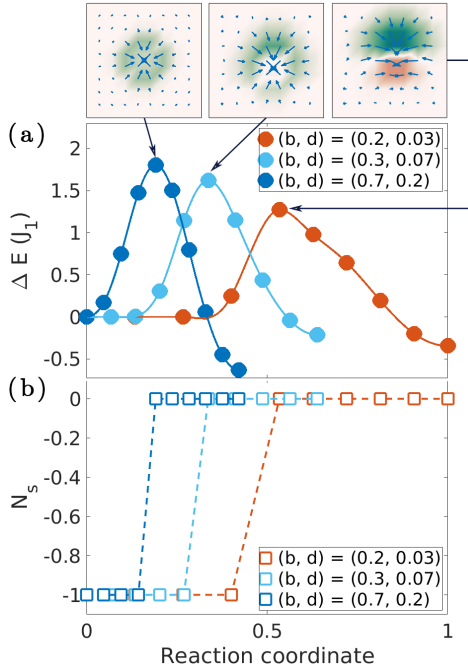 (a)
2
1.5
1
0.5
0
-0.5
Δ E (J₁)
(b, d) = (0.2, 0.03)
(b, d) = (0.3, 0.07)
(b, d) = (0.7, 0.2)
(b)
0
-0.2
-0.4
-0.6
-0.8
-1
Nₛ
(b, d) = (0.2, 0.03)
(b, d) = (0.3, 0.07)
(b, d) = (0.7, 0.2)
0
0.5
1
Reaction coordinate